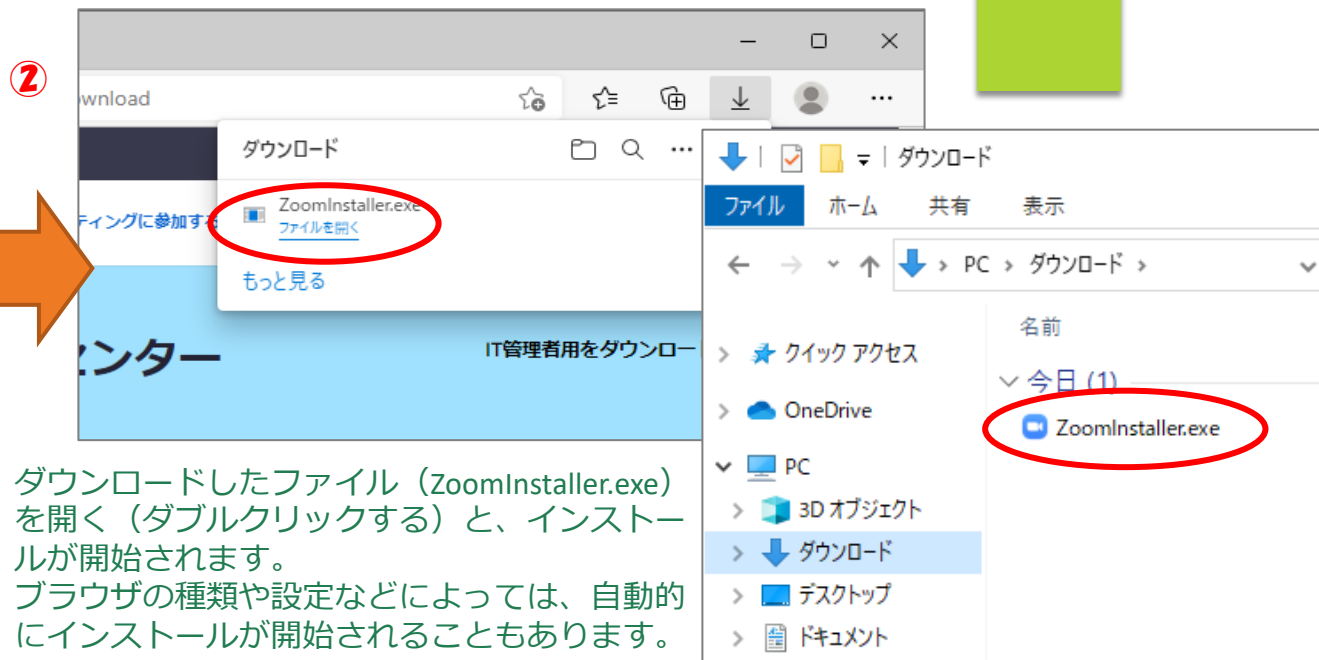 ②
wnload
ダウンロード
ZoomInstaller.exe
ファイルを開く
もっと見る
ティングに参加する
センター
IT管理者用をダウンロー
ダウンロード
ファイル ホーム 共有 表示
PC > ダウンロード >
クイック アクセス
OneDrive
PC
3D オブジェクト
ダウンロード
デスクトップ
ドキュメント
名前
今日 (1)
ZoomInstaller.exe
ダウンロードしたファイル（ZoomInstaller.exe）
を開く（ダブルクリックする）と、インストー
ルが開始されます。
ブラウザの種類や設定などによっては、自動的
にインストールが開始されることもあります。